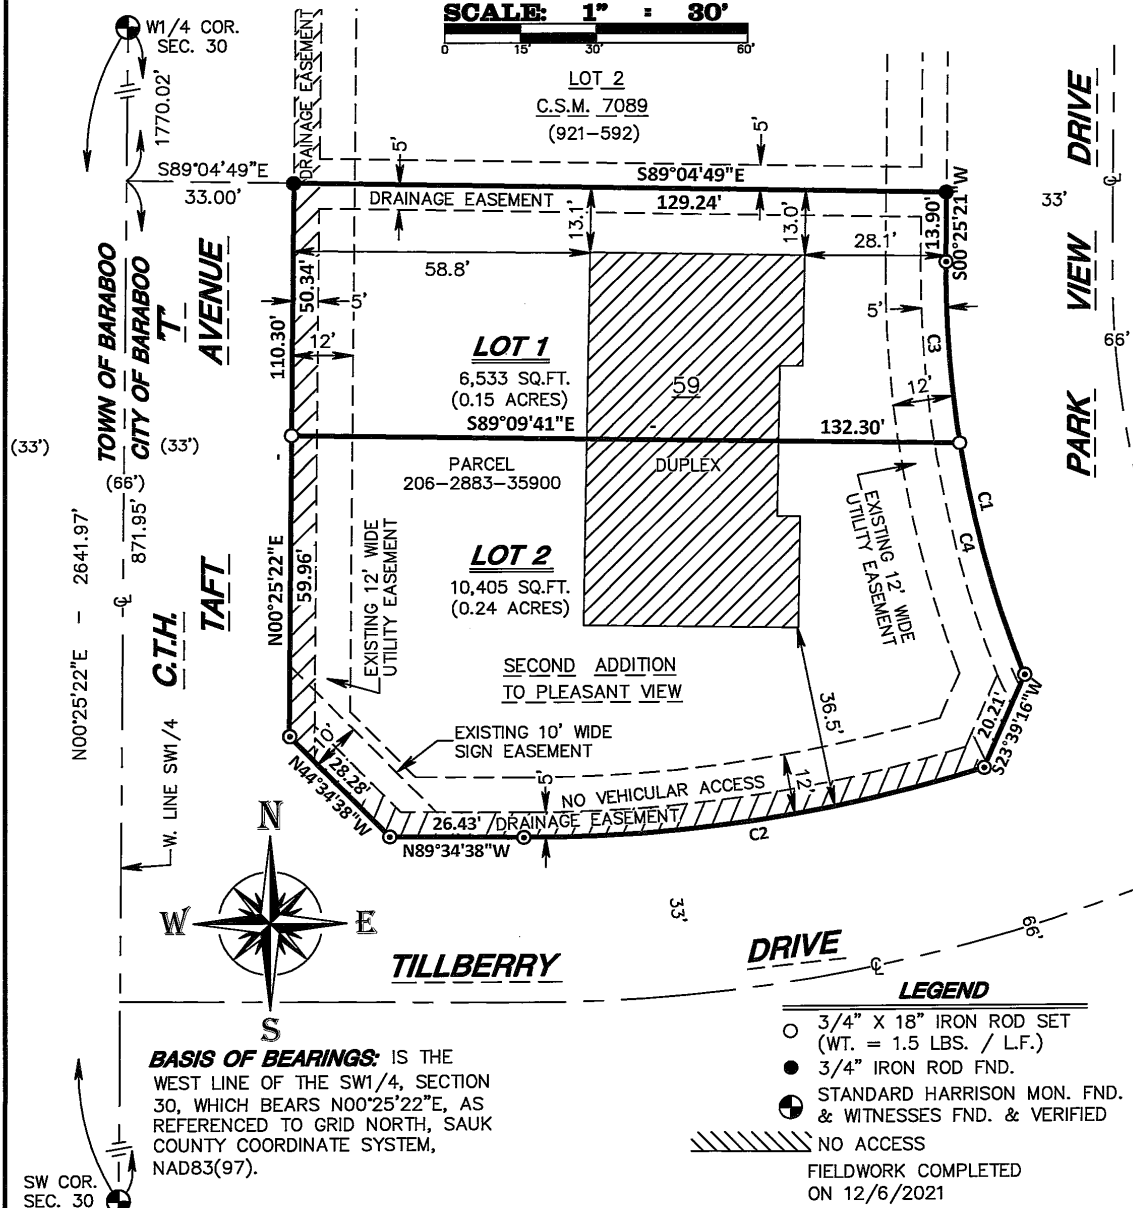 SCALE: 1" = 30'
0 15' 30' 60'
W1/4 COR.
SEC. 30
1770.02'
DRAINAGE EASEMENT
LOT 2
C.S.M. 7089
(921-592)
5'
5'
DRIVE
S89°04'49"E
33.00'
S89°04'49"E
129.24'
DRAINAGE EASEMENT
13.1'
13.0'
28.1'
13.90'
S00°25'21"W
33'
58.8'
50.34'
5'
5'
110.30'
12'
TOWN OF BARABOO
CITY OF BARABOO
"T"
AVENUE
VIEW
66'
C3
12'
LOT 1
6,533 SQ.FT.
(0.15 ACRES)
59
S89°09'41"E
132.30'
(33')
(33')
(66')
PARK
PARCEL
206-2883-35900
DUPLEX
EXISTING 12' WIDE
UTILITY EASEMENT
C1
C4
N00°25'22"E - 2641.97'
871.95'
C.T.H.
TAFT
N00°25'22"E
59.96'
EXISTING 12' WIDE
UTILITY EASEMENT
LOT 2
10,405 SQ.FT.
(0.24 ACRES)
SECOND ADDITION
TO PLEASANT VIEW
36.5'
20.21'
S23°39'16"W
W. LINE SW1/4
10'
EXISTING 10' WIDE
SIGN EASEMENT
28.28'
N44°34'38"W
5'
NO VEHICULAR ACCESS
12'
26.43'
DRAINAGE EASEMENT
N89°34'38"W
C2
N
W E
S
33'
66'
TILLBERRY DRIVE
LEGEND
3/4" X 18" IRON ROD SET
(WT. = 1.5 LBS. / L.F.)
3/4" IRON ROD FND.
STANDARD HARRISON MON. FND.
& WITNESSES FND. & VERIFIED
NO ACCESS
FIELDWORK COMPLETED
ON 12/6/2021
BASIS OF BEARINGS: IS THE
WEST LINE OF THE SW1/4, SECTION
30, WHICH BEARS N00°25'22"E, AS
REFERENCED TO GRID NORTH, SAUK
COUNTY COORDINATE SYSTEM,
NAD83(97).
SW COR.
SEC. 30